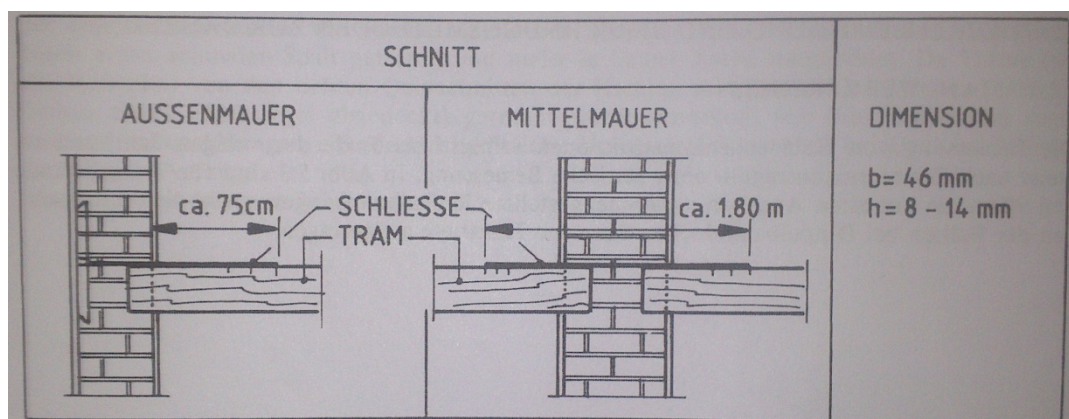 SCHNITT
AUSSENMAUER
MITTELMAUER
DIMENSION
ca. 75cm
SCHLIESSE
TRAM
ca. 1.80 m
b= 46 mm
h= 8 - 14 mm